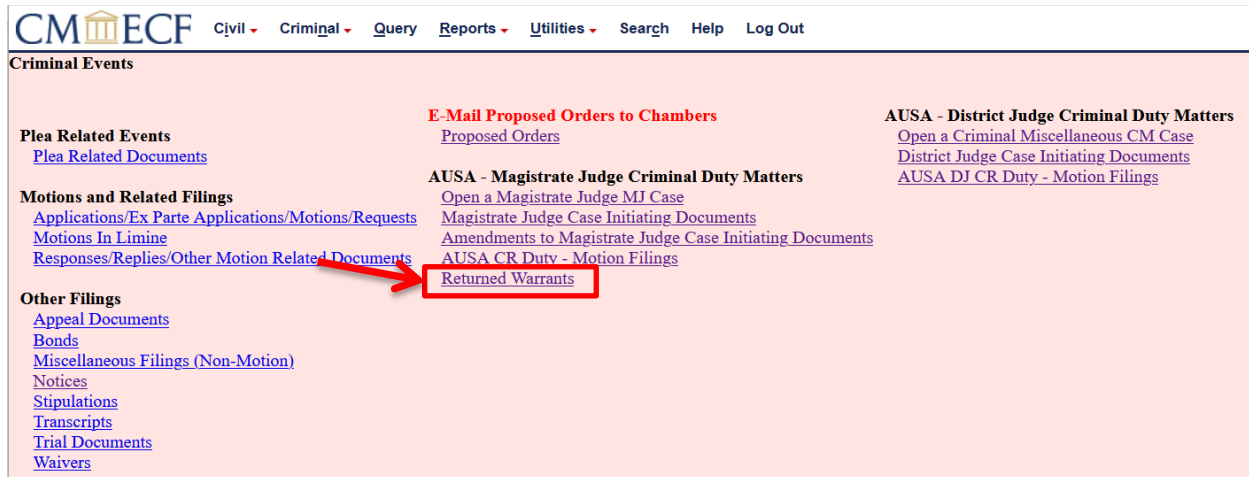 CM ECF Civil Criminal Query Reports Utilities Search Help Log Out
Criminal Events
Plea Related Events
Plea Related Documents
Motions and Related Filings
Applications/Ex Parte Applications/Motions/Requests
Motions In Limine
Responses/Replies/Other Motion Related Documents
Other Filings
Appeal Documents
Bonds
Miscellaneous Filings (Non-Motion)
Notices
Stipulations
Transcripts
Trial Documents
Waivers
E-Mail Proposed Orders to Chambers
Proposed Orders
AUSA - Magistrate Judge Criminal Duty Matters
Open a Magistrate Judge MJ Case
Magistrate Judge Case Initiating Documents
Amendments to Magistrate Judge Case Initiating Documents
AUSA CR Duty - Motion Filings
Returned Warrants
AUSA - District Judge Criminal Duty Matters
Open a Criminal Miscellaneous CM Case
District Judge Case Initiating Documents
AUSA DJ CR Duty - Motion Filings